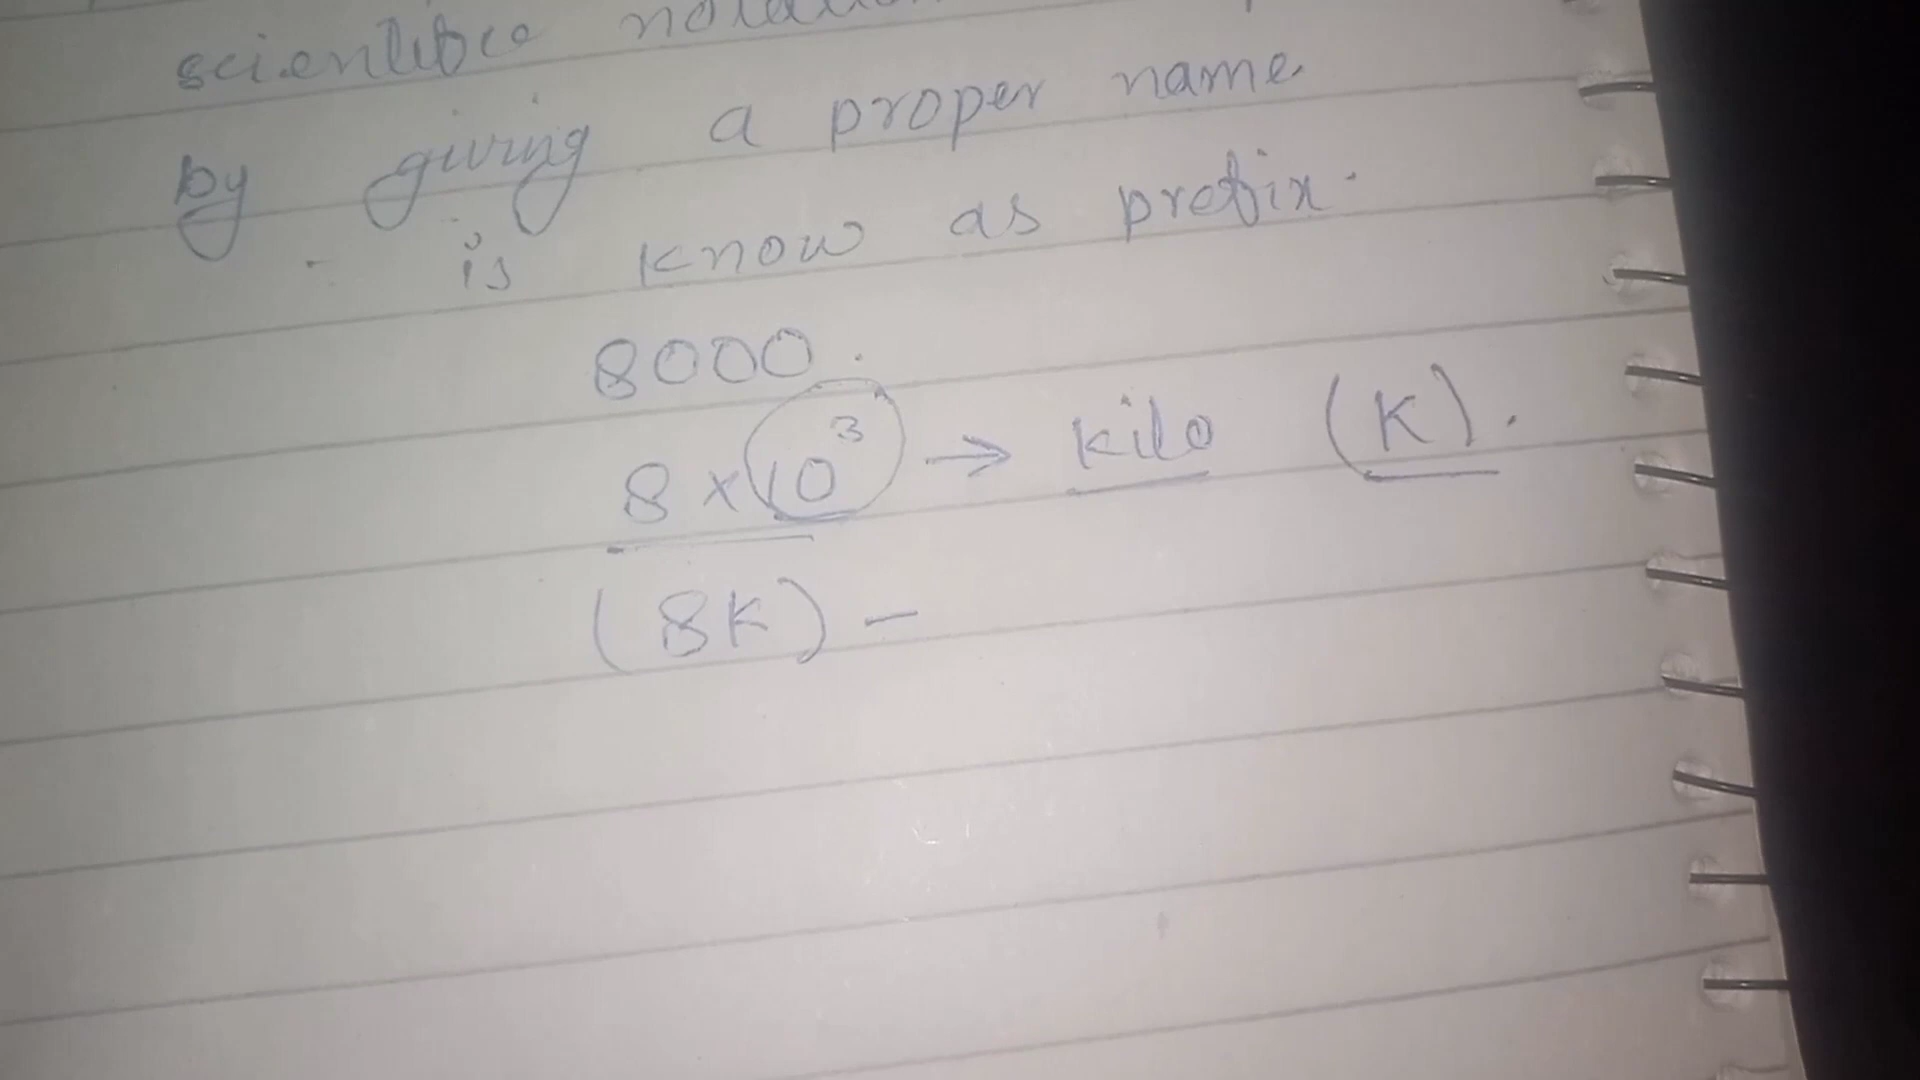 scientific
by giving a proper name
is know as prefix.
8000.
8 × 10³ → kilo (K).
(8K) –